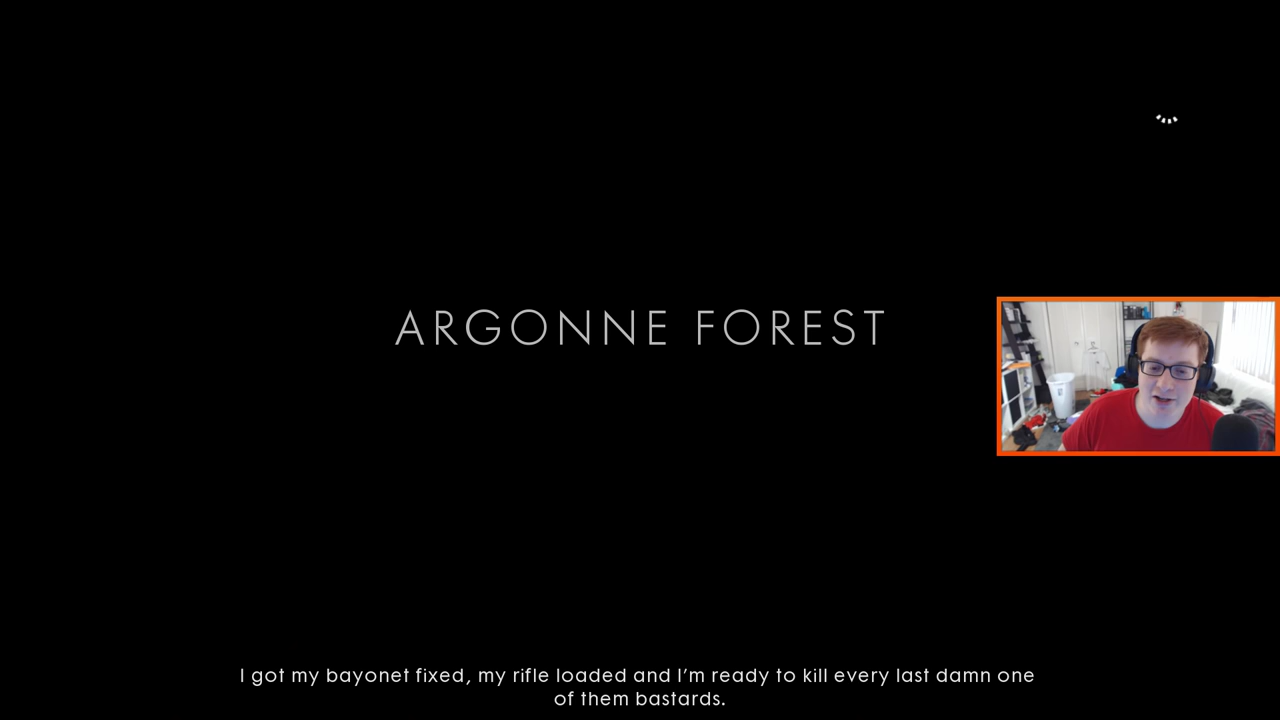 ARGONNE FOREST
I got my bayonet fixed, my rifle loaded and I'm ready to kill every last damn one
of them bastards.